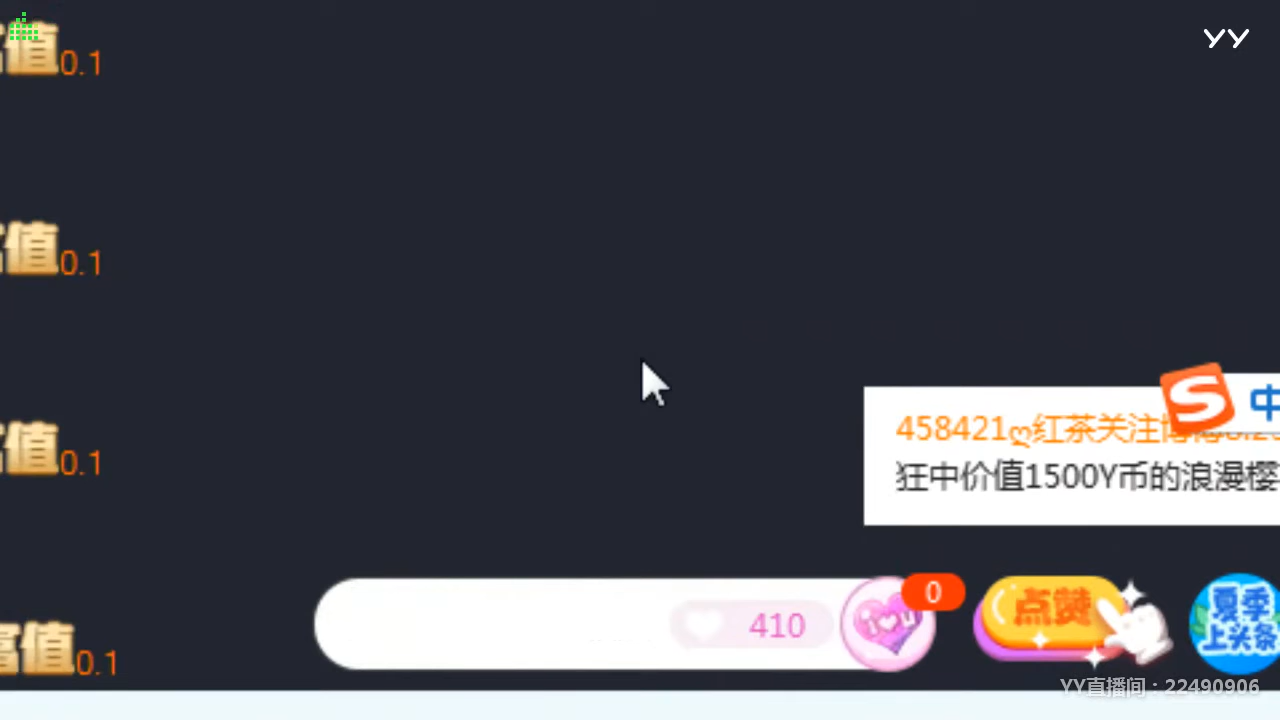 值0.1
YY
值0.1
值0.1
富值0.1
458421ღ红茶关注
狂中价值1500Y币的浪漫樱
中
410
0
i♥u
点赞
夏季
上头条
YY直播间：22490906